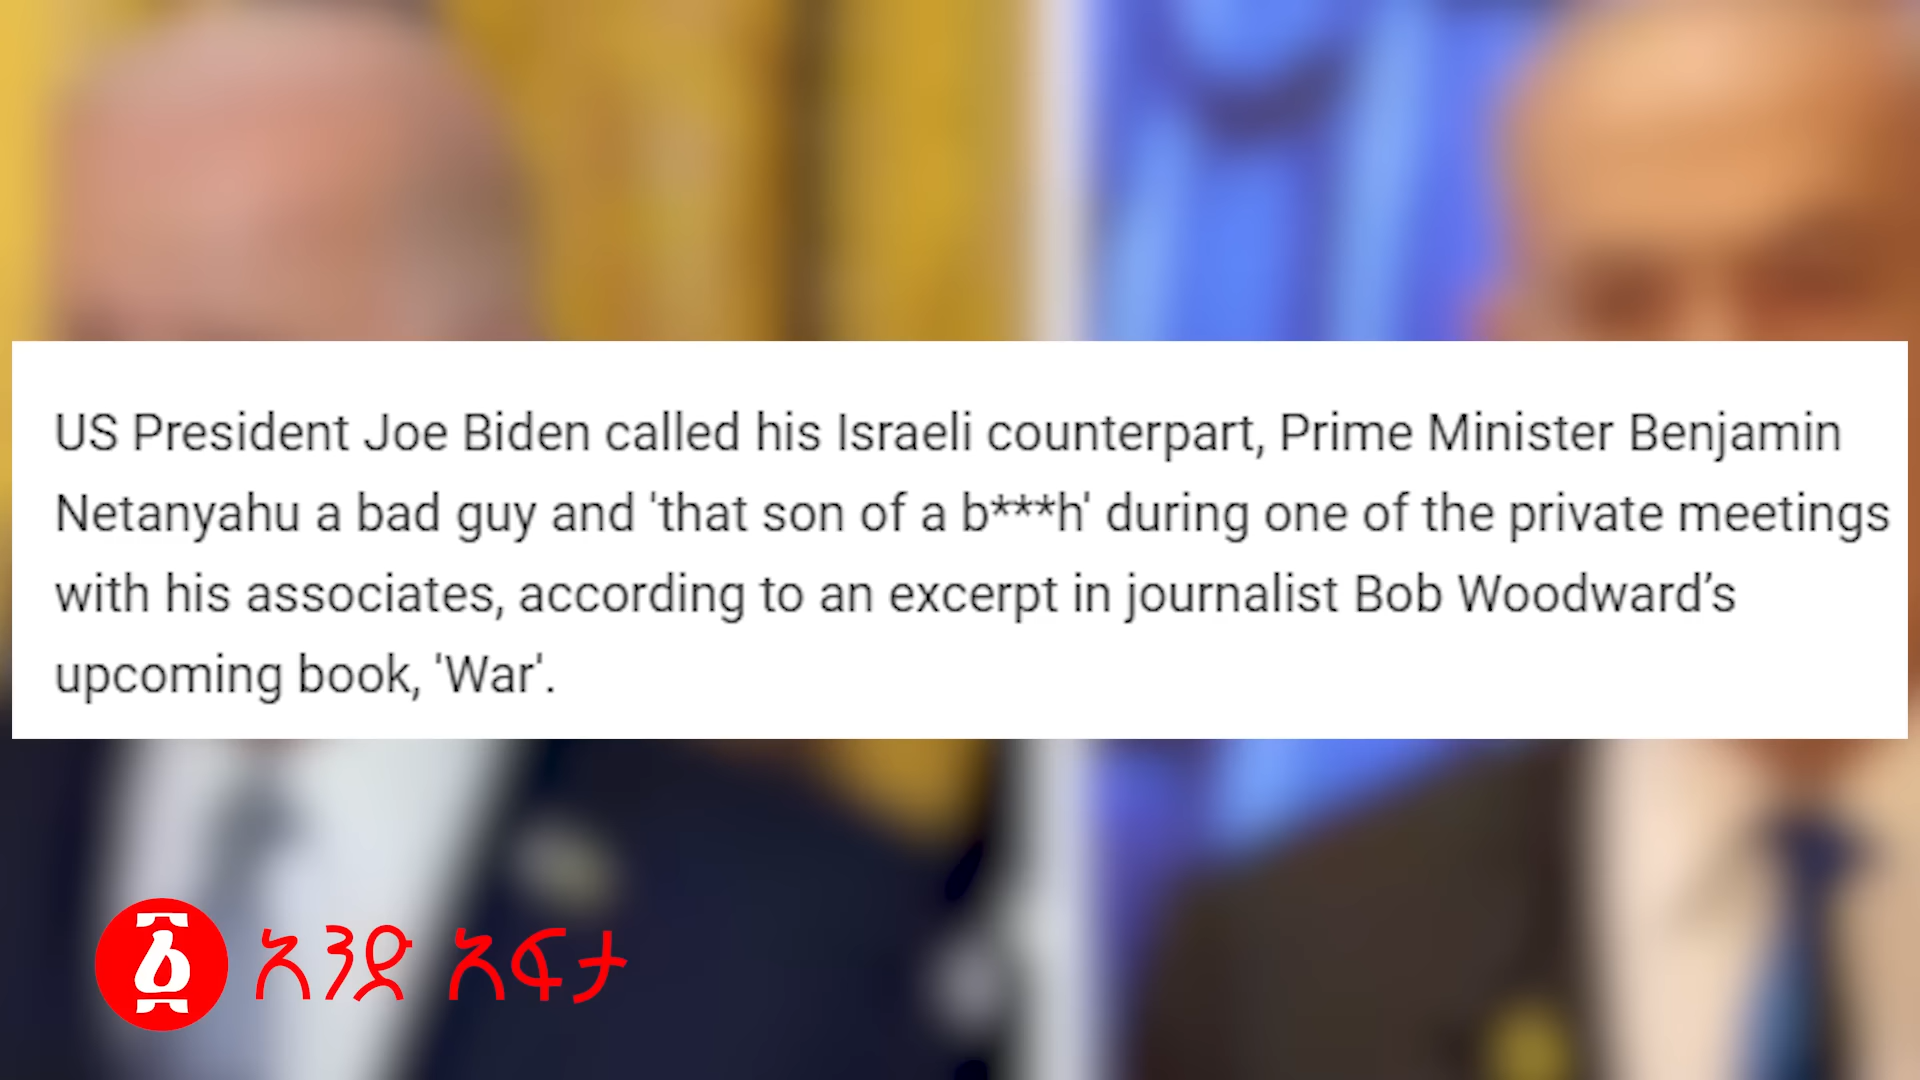 US President Joe Biden called his Israeli counterpart, Prime Minister Benjamin
Netanyahu a bad guy and 'that son of a b***h' during one of the private meetings
with his associates, according to an excerpt in journalist Bob Woodward’s
upcoming book, 'War'.
፩ አንድ አፍታ